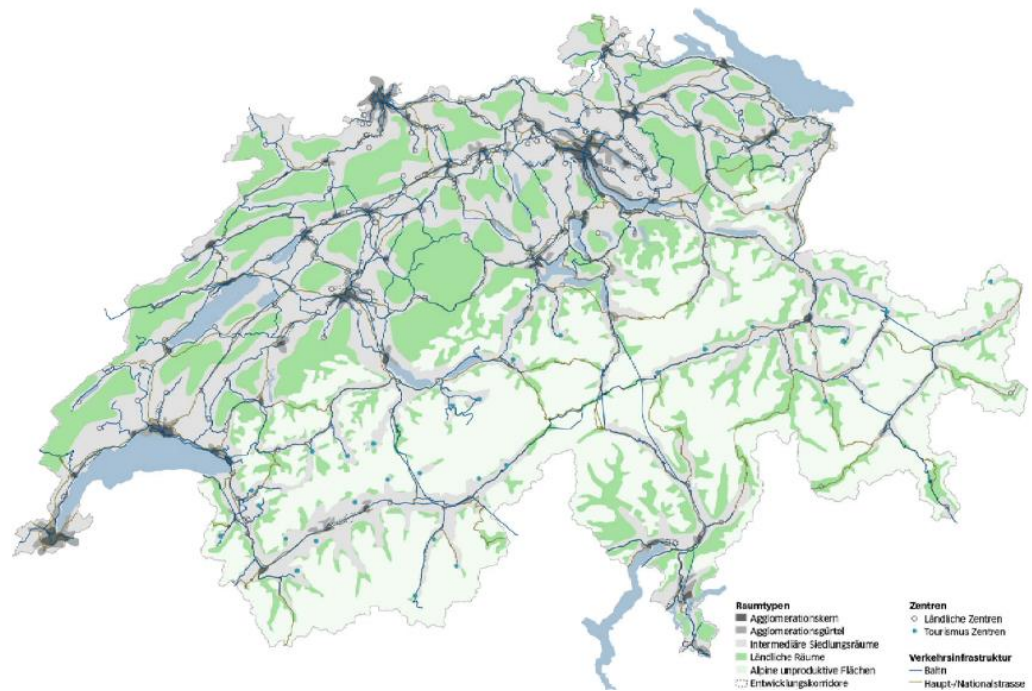 Raumtypen
Agglomerationskern
Agglomerationsgürtel
Intermediäre Siedlungsräume
Ländliche Räume
Alpine unproduktive Flächen
Entwicklungskorridore
Zentren
Ländliche Zentren
Tourismus Zentren
Verkehrsinfrastruktur
Bahn
Haupt-/Nationalstrasse